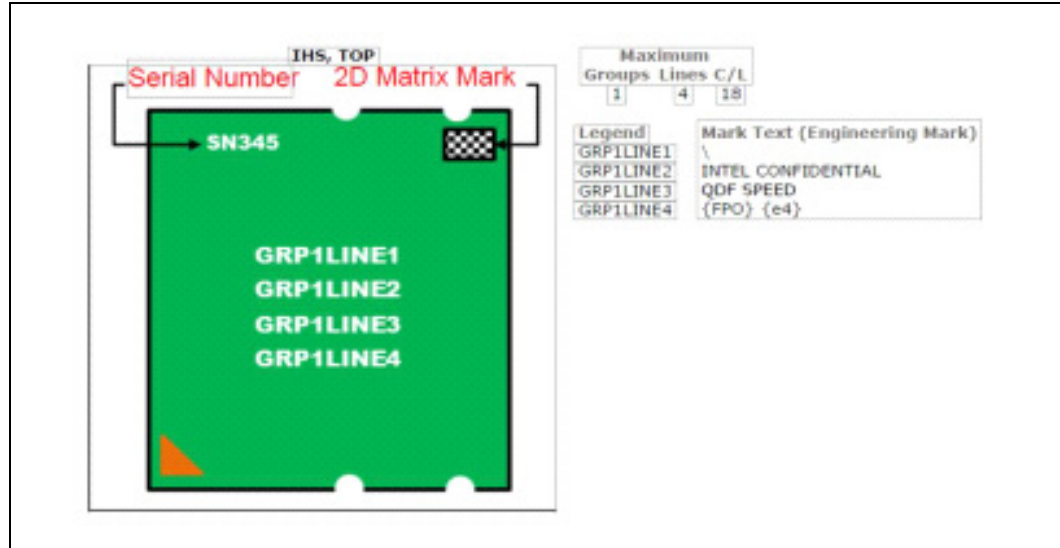 IHS, TOP
Serial Number 2D Matrix Mark
SN345
GRP1LINE1
GRP1LINE2
GRP1LINE3
GRP1LINE4
Maximum
Groups Lines C/L
1 4 18
Legend Mark Text (Engineering Mark)
GRP1LINE1 \
GRP1LINE2 INTEL CONFIDENTIAL
GRP1LINE3 QDF SPEED
GRP1LINE4 {FPO} {e4}